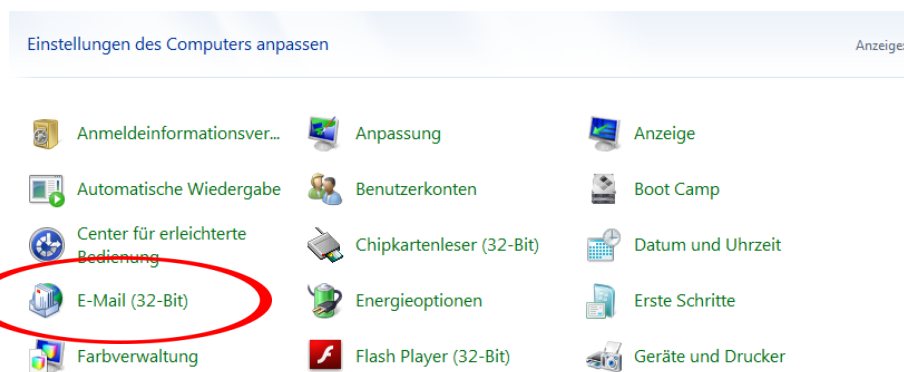 Einstellungen des Computers anpassen
Anzeige:
Anmeldeinformationsver... Anpassung Anzeige
Automatische Wiedergabe Benutzerkonten Boot Camp
Center für erleichterte
Bedienung Chipkartenleser (32-Bit) Datum und Uhrzeit
E-Mail (32-Bit) Energieoptionen Erste Schritte
Farbverwaltung Flash Player (32-Bit) Geräte und Drucker